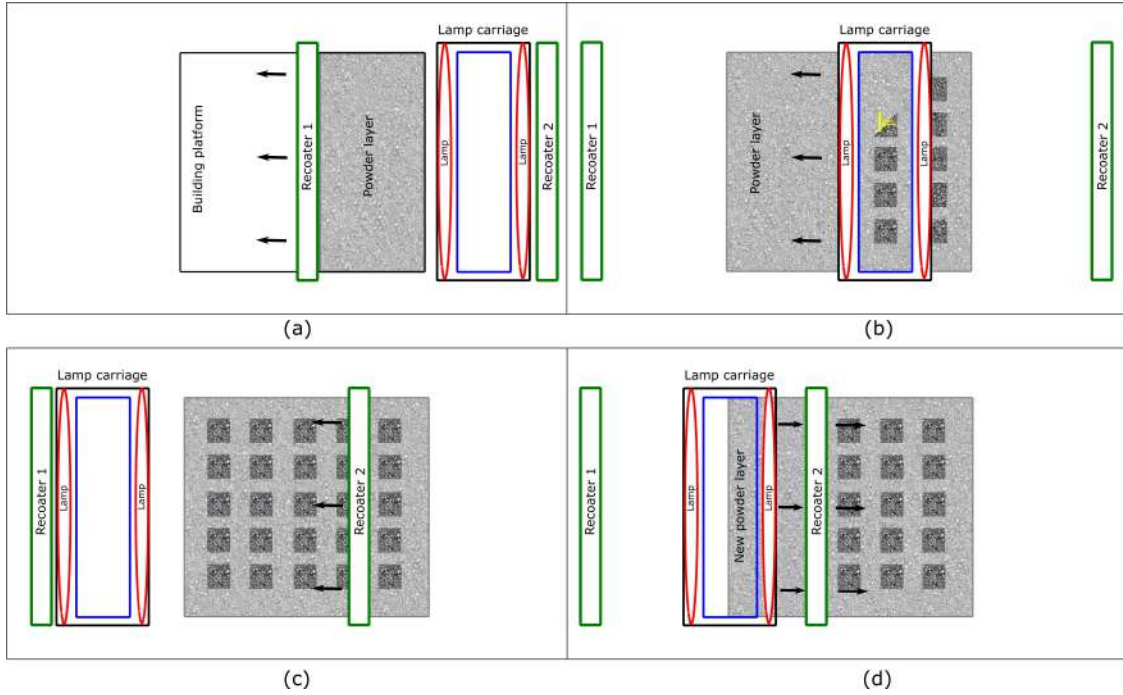 Lamp carriage
Building platform
Recoater 1
Powder layer
Lamp
Lamp
Recoater 2
(a)
Lamp carriage
Recoater 1
Powder layer
Lamp
Lamp
Recoater 2
(b)
Lamp carriage
Recoater 1
Lamp
Lamp
Recoater 2
(c)
Lamp carriage
Recoater 1
Lamp
New powder layer
Lamp
Recoater 2
(d)